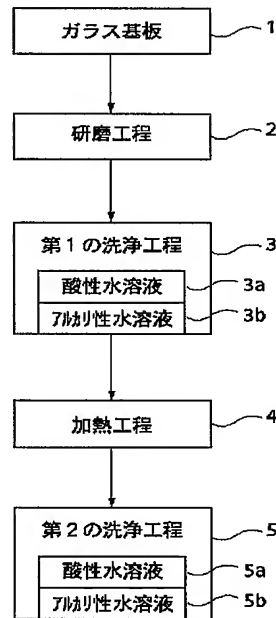 ガラス基板 1
研磨工程 2
第1の洗浄工程 3
酸性水溶液 3a
アルカリ性水溶液 3b
加熱工程 4
第2の洗浄工程 5
酸性水溶液 5a
アルカリ性水溶液 5b